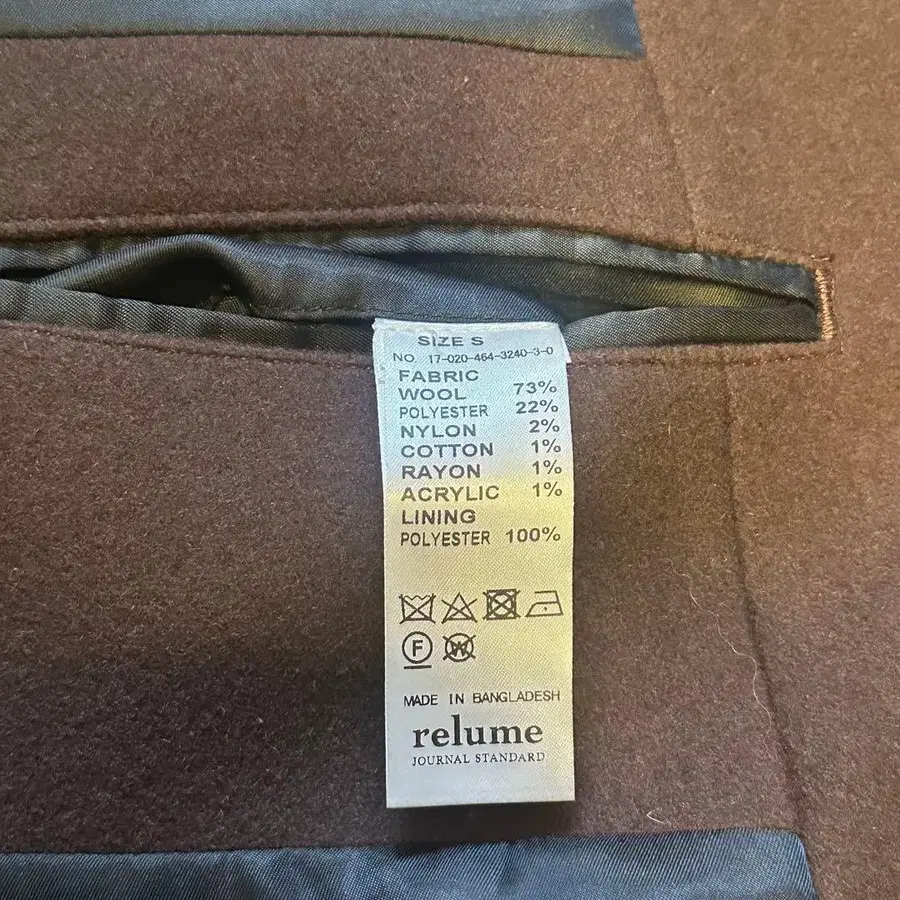 SIZE S
NO. 17-020-464-3240-3-0
FABRIC
WOOL 73%
POLYESTER 22%
NYLON 2%
COTTON 1%
RAYON 1%
ACRYLIC 1%
LINING
POLYESTER 100%
F W
MADE IN BANGLADESH
relume
JOURNAL STANDARD